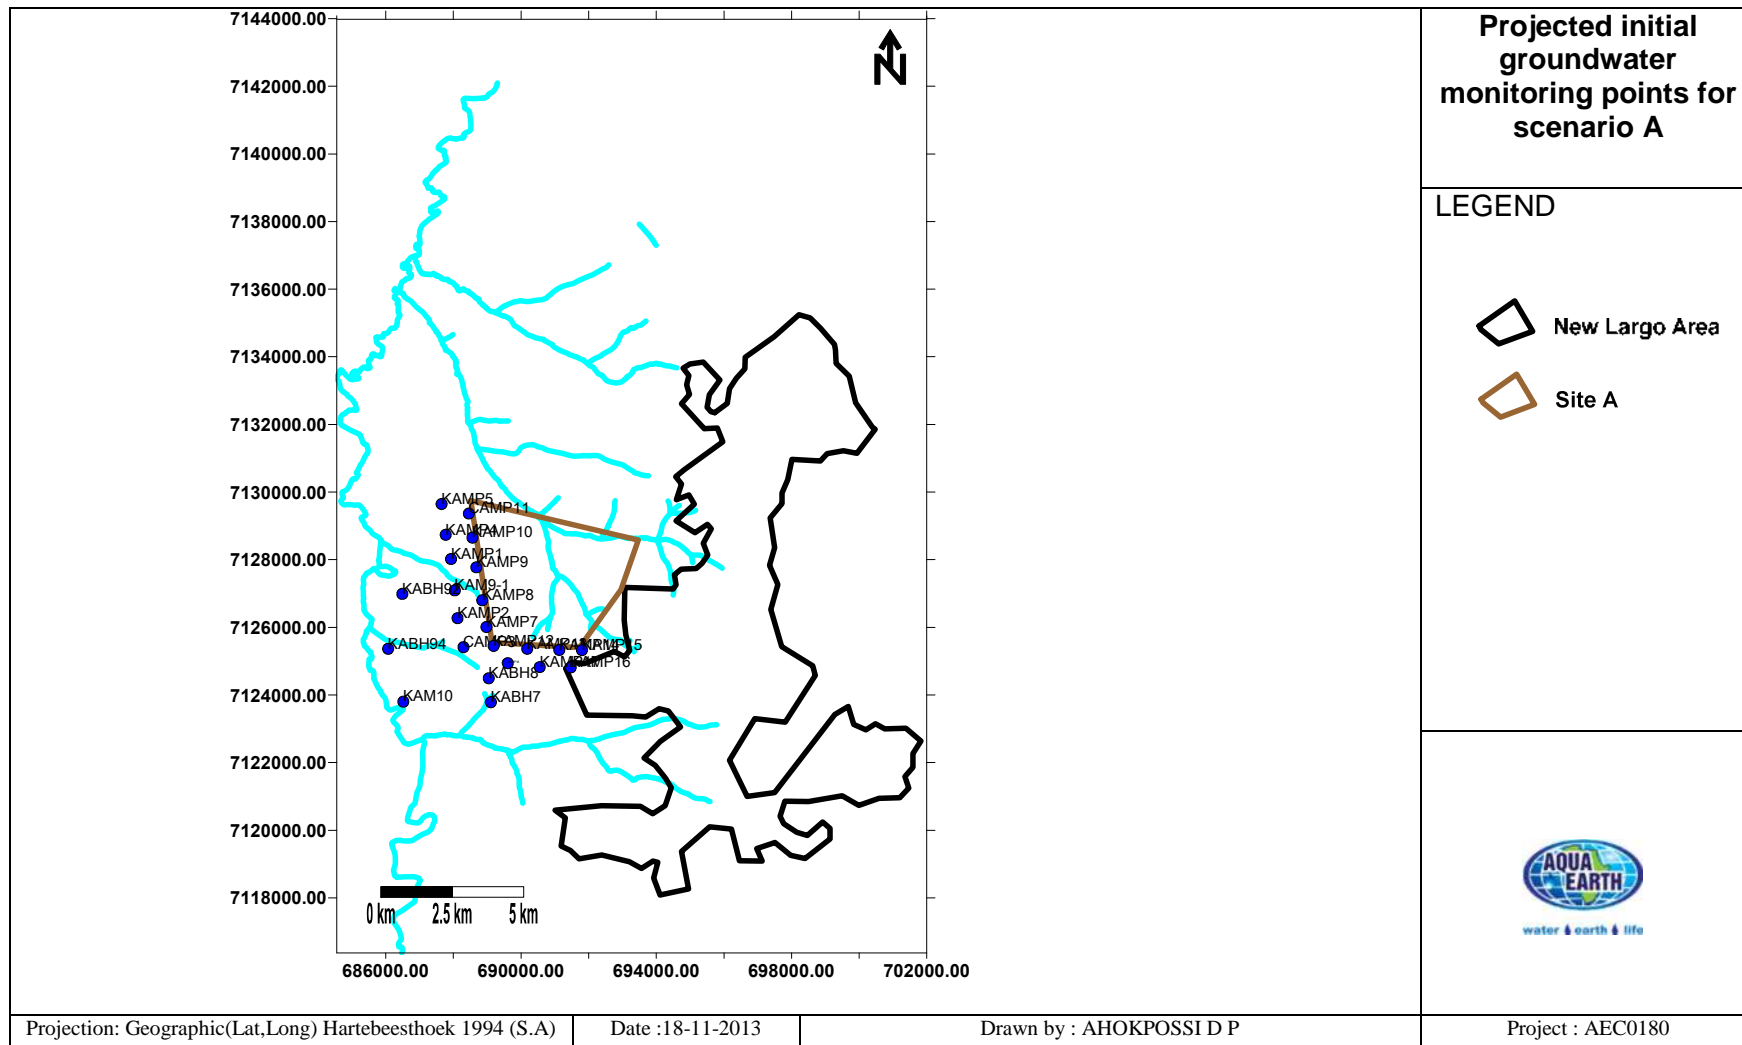 Projected initial
groundwater
monitoring points for
scenario A
LEGEND
New Largo Area
Site A
N
7144000.00
7142000.00
7140000.00
7138000.00
7136000.00
7134000.00
7132000.00
7130000.00
7128000.00
7126000.00
7124000.00
7122000.00
7120000.00
7118000.00
686000.00
690000.00
694000.00
698000.00
702000.00
KAMP5
CAMP11
KAMP4
KAMP10
KAMP1
KAMP9
KABH9
KAM9-1
KAMP8
KAMP2
KAMP7
KABH94
KAMP12
KAMP15
KAMP16
KABH8
KAM10
KABH7
0 km
2.5 km
5 km
AQUA
EARTH
water earth life
Projection: Geographic(Lat,Long) Hartebeesthoek 1994 (S.A)
Date :18-11-2013
Drawn by : AHOKPOSSI D P
Project : AEC0180